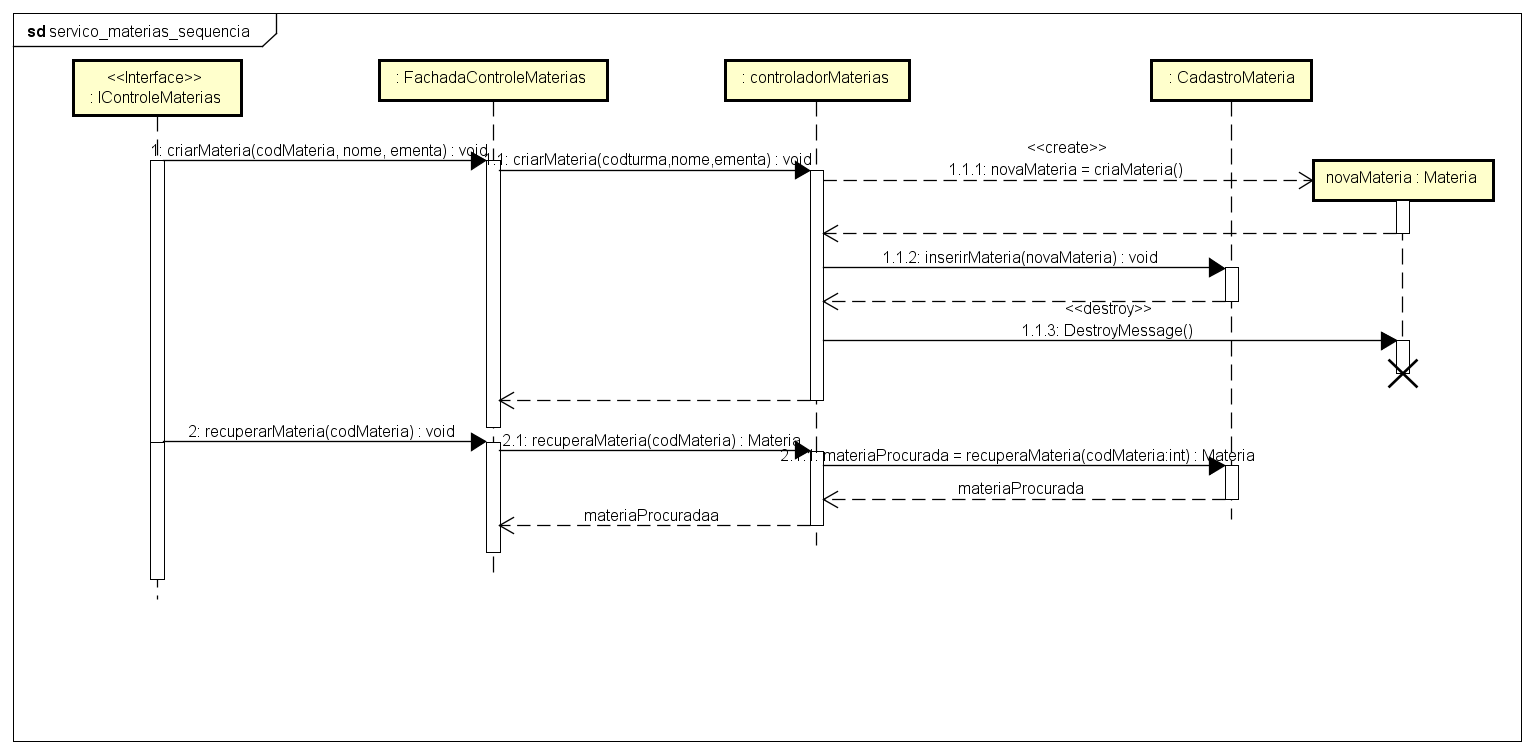 sd servico_materias_sequencia
<<Interface>>
: IControleMaterias
: FachadaControleMaterias
: controladorMaterias
: CadastroMateria
1: criarMateria(codMateria, nome, ementa) : void
1.1: criarMateria(codturma,nome,ementa) : void
<<create>>
1.1.1: novaMateria = criaMateria()
novaMateria : Materia
1.1.2: inserirMateria(novaMateria) : void
<<destroy>>
1.1.3: DestroyMessage()
2: recuperarMateria(codMateria) : void
2.1: recuperaMateria(codMateria) : Materia
2.1.1: materiaProcurada = recuperaMateria(codMateria:int) : Materia
materiaProcurada
materiaProcuradaa